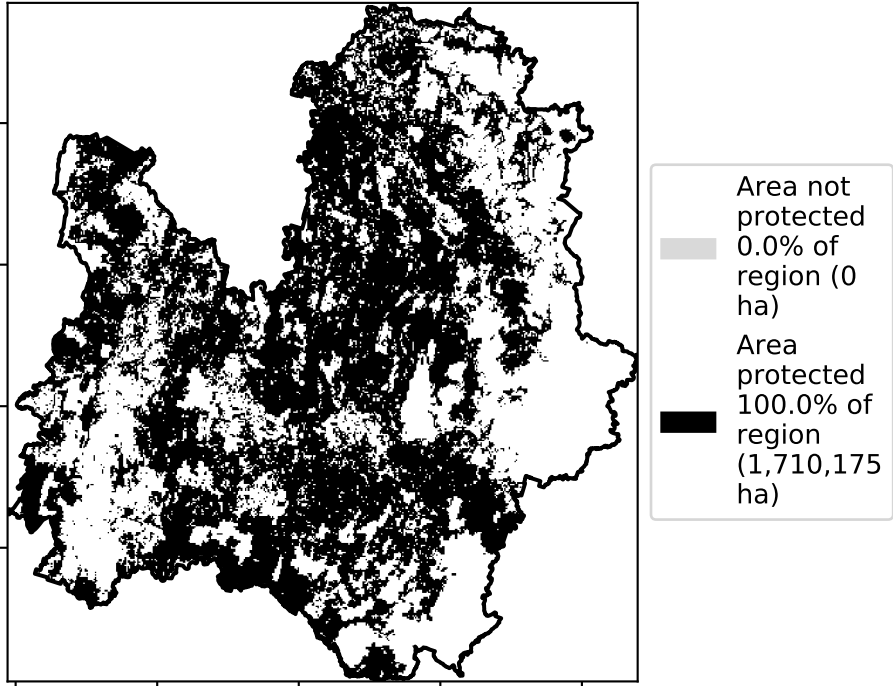 Area not
protected
0.0% of
region (0
ha)
Area
protected
100.0% of
region
(1,710,175
ha)